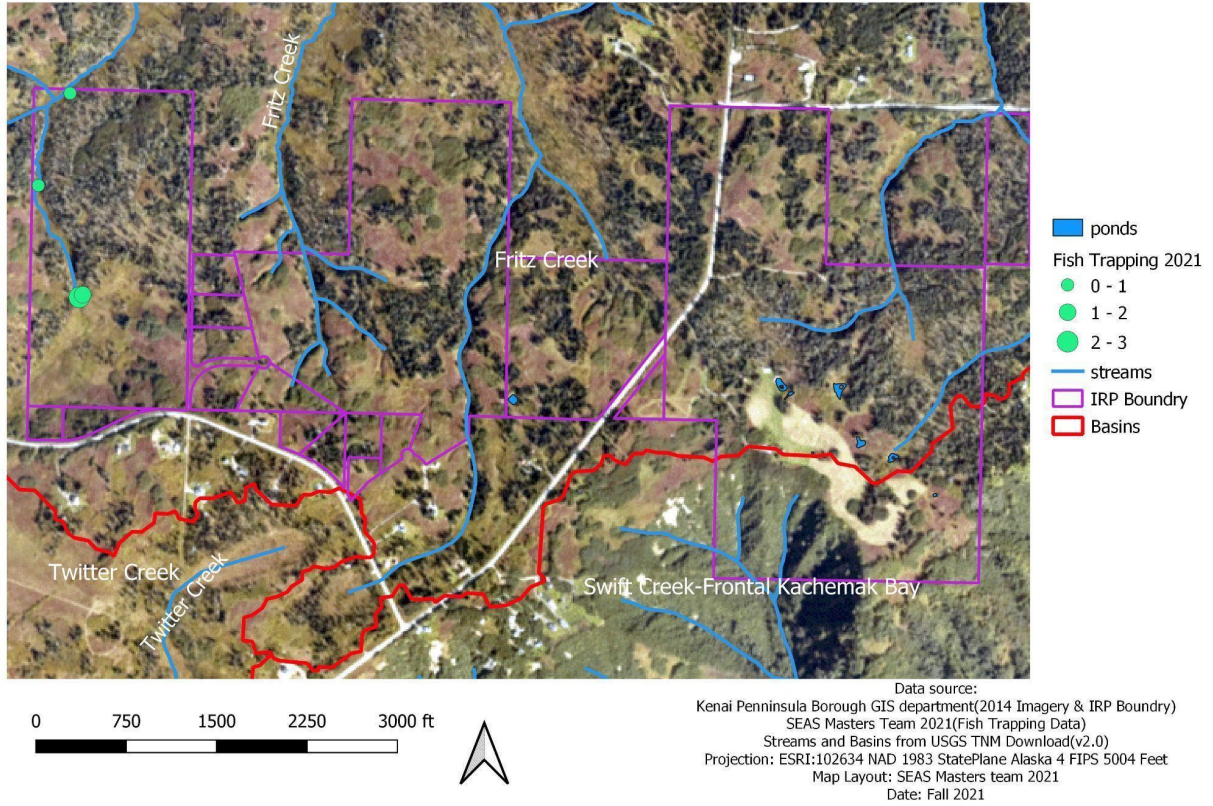 Fritz Creek
Fritz Creek
Twitter Creek
Twitter Creek
Swift Creek-Frontal Kachemak Bay
ponds
Fish Trapping 2021
0 - 1
1 - 2
2 - 3
streams
IRP Boundry
Basins
0 750 1500 2250 3000 ft
Data source:
Kenai Penninsula Borough GIS department(2014 Imagery & IRP Boundry)
SEAS Masters Team 2021(Fish Trapping Data)
Streams and Basins from USGS TNM Download(v2.0)
Projection: ESRI:102634 NAD 1983 StatePlane Alaska 4 FIPS 5004 Feet
Map Layout: SEAS Masters team 2021
Date: Fall 2021